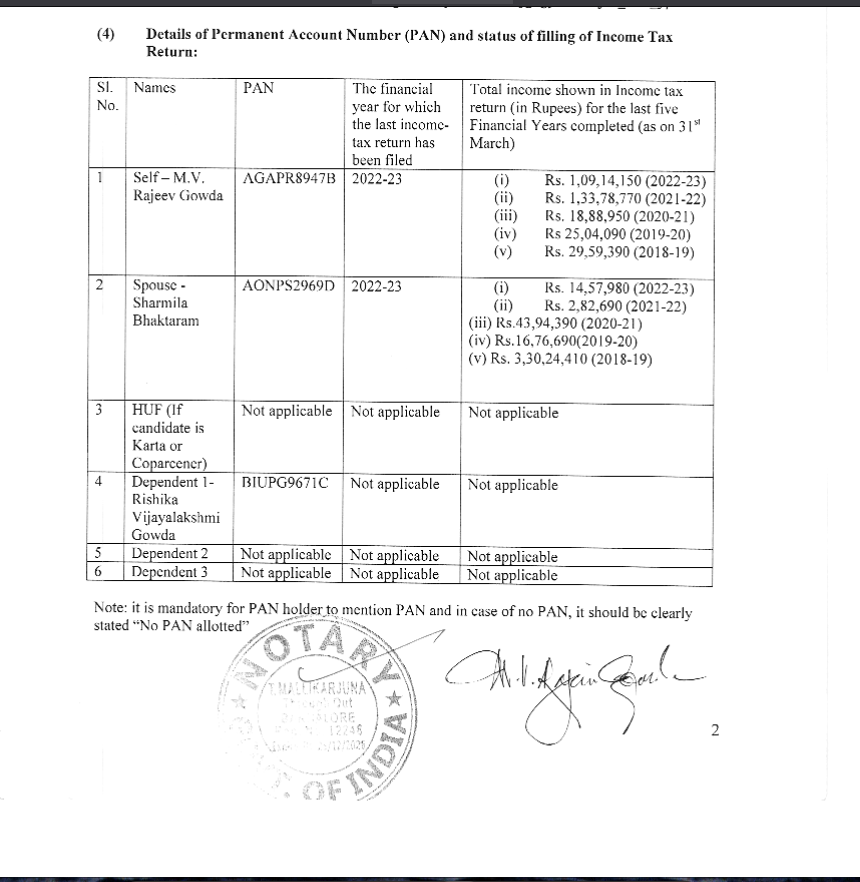 (4) Details of Permanent Account Number (PAN) and status of filling of Income Tax
Return:
Sl. No. Names PAN The financial year for which the last income-tax return has been filed Total income shown in Income tax return (in Rupees) for the last five Financial Years completed (as on 31st March)
1 Self – M.V. Rajeev Gowda AGAPR8947B 2022-23
(i) Rs. 1,09,14,150 (2022-23)
(ii) Rs. 1,33,78,770 (2021-22)
(iii) Rs. 18,88,950 (2020-21)
(iv) Rs 25,04,090 (2019-20)
(v) Rs. 29,59,390 (2018-19)
2 Spouse - Sharmila Bhaktaram AONPS2969D 2022-23
(i) Rs. 14,57,980 (2022-23)
(ii) Rs. 2,82,690 (2021-22)
(iii) Rs.43,94,390 (2020-21)
(iv) Rs.16,76,690(2019-20)
(v) Rs. 3,30,24,410 (2018-19)
3 HUF (If candidate is Karta or Coparcener) Not applicable Not applicable Not applicable
4 Dependent 1- Rishika Vijayalakshmi Gowda BIUPG9671C Not applicable Not applicable
5 Dependent 2 Not applicable Not applicable Not applicable
6 Dependent 3 Not applicable Not applicable Not applicable
Note: it is mandatory for PAN holder to mention PAN and in case of no PAN, it should be clearly
stated “No PAN allotted”
NOTARY
OF INDIA
2